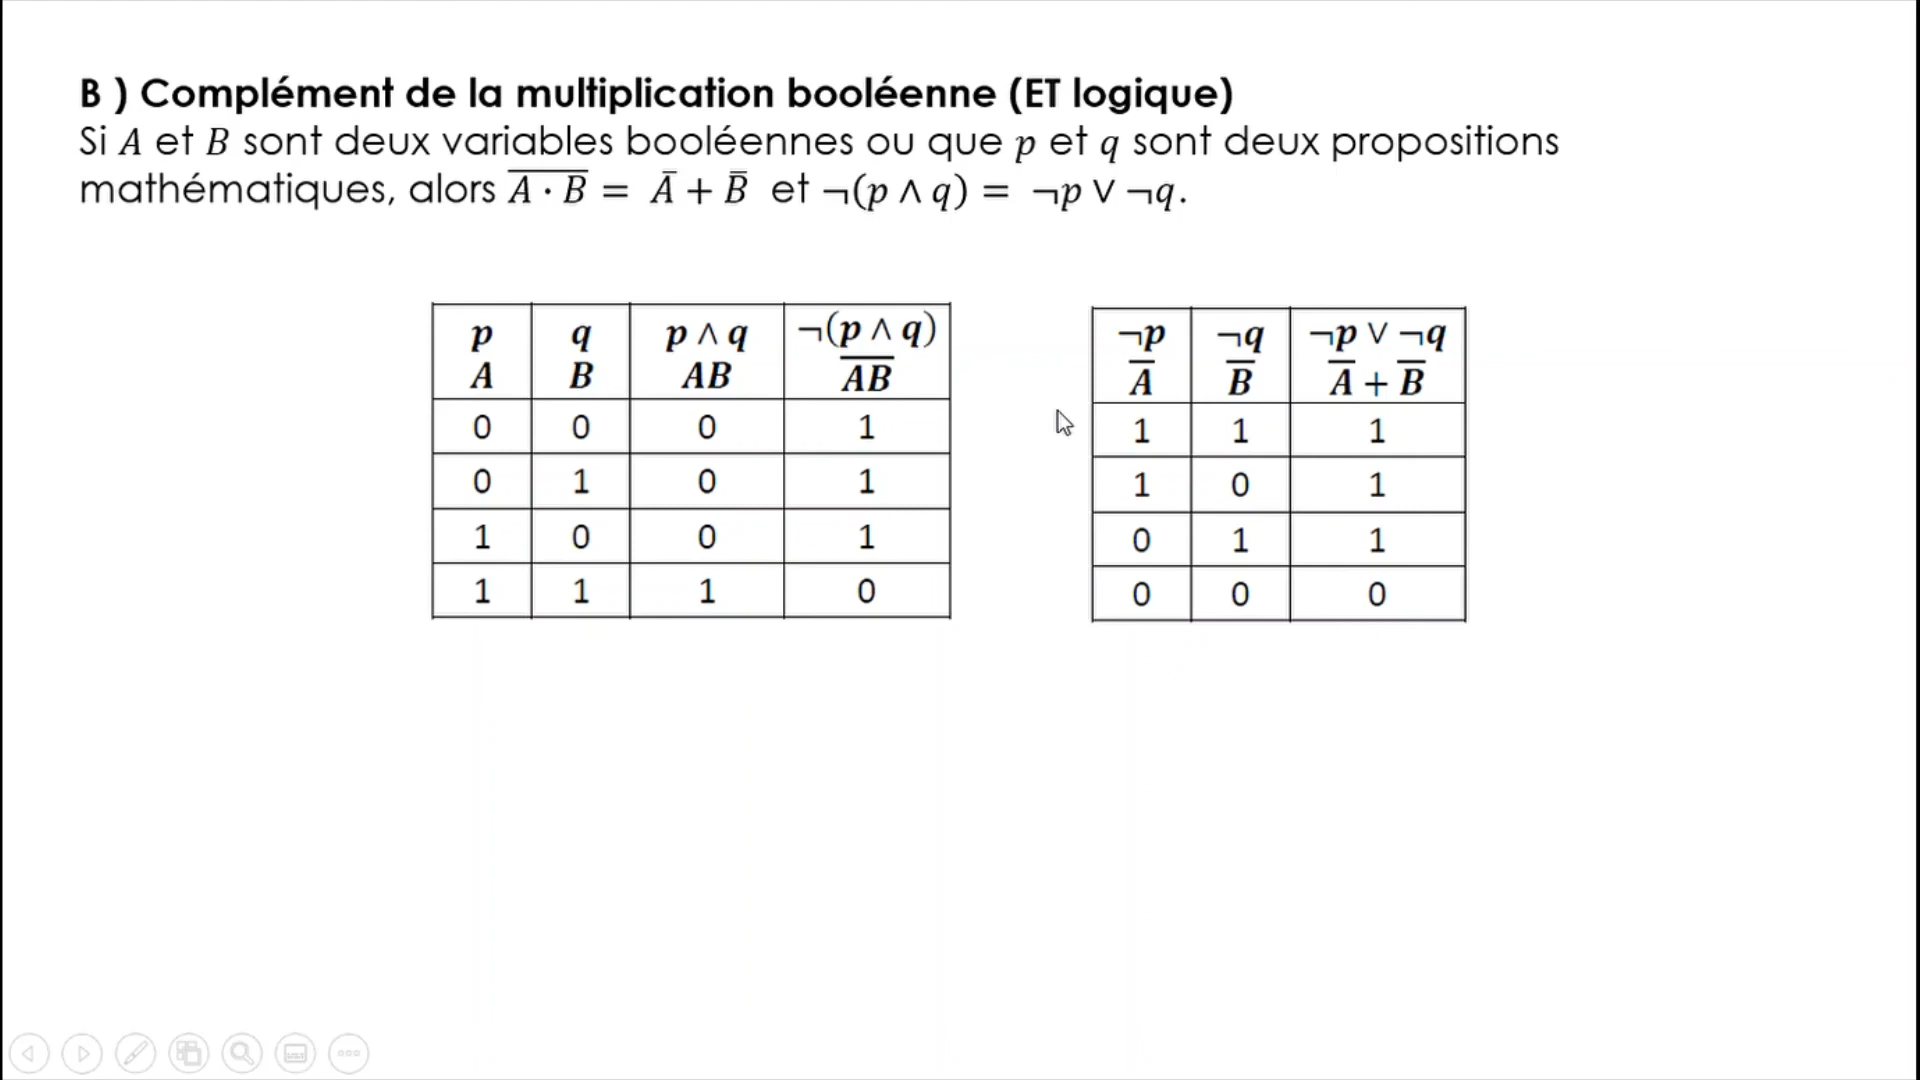 B ) Complément de la multiplication booléenne (ET logique)
Si A et B sont deux variables booléennes ou que p et q sont deux propositions
mathématiques, alors A̅ ̅·̅ ̅B̅ = A̅ + B̅ et ¬(p ∧ q) = ¬p ∨ ¬q.
p q p ∧ q ¬(p ∧ q)
A B AB A̅B̅
0 0 0 1
0 1 0 1
1 0 0 1
1 1 1 0
¬p ¬q ¬p ∨ ¬q
A̅ B̅ A̅ + B̅
1 1 1
1 0 1
0 1 1
0 0 0